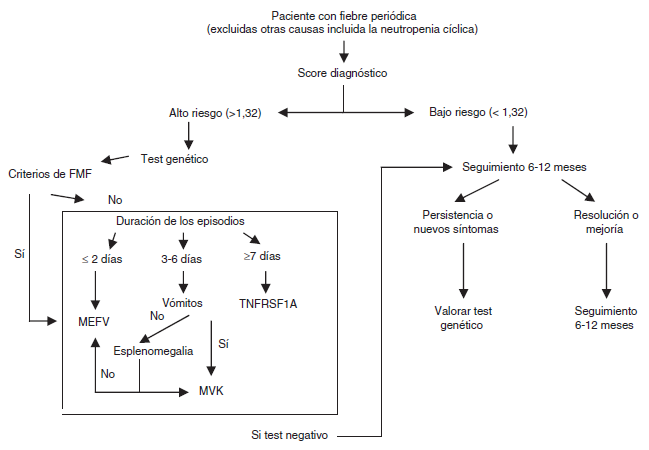 Paciente con fiebre periódica
(excluidas otras causas incluida la neutropenia cíclica)
Score diagnóstico
Alto riesgo (>1,32)
Bajo riesgo (< 1,32)
Test genético
Seguimiento 6-12 meses
Criterios de FMF
No
Sí
Duración de los episodios
≤ 2 días
3-6 días
≥7 días
Persistencia o
nuevos síntomas
Resolución o
mejoría
Vómitos
TNFRSF1A
MEFV
No
Sí
Esplenomegalia
No
MVK
Valorar test
genético
Seguimiento
6-12 meses
Si test negativo